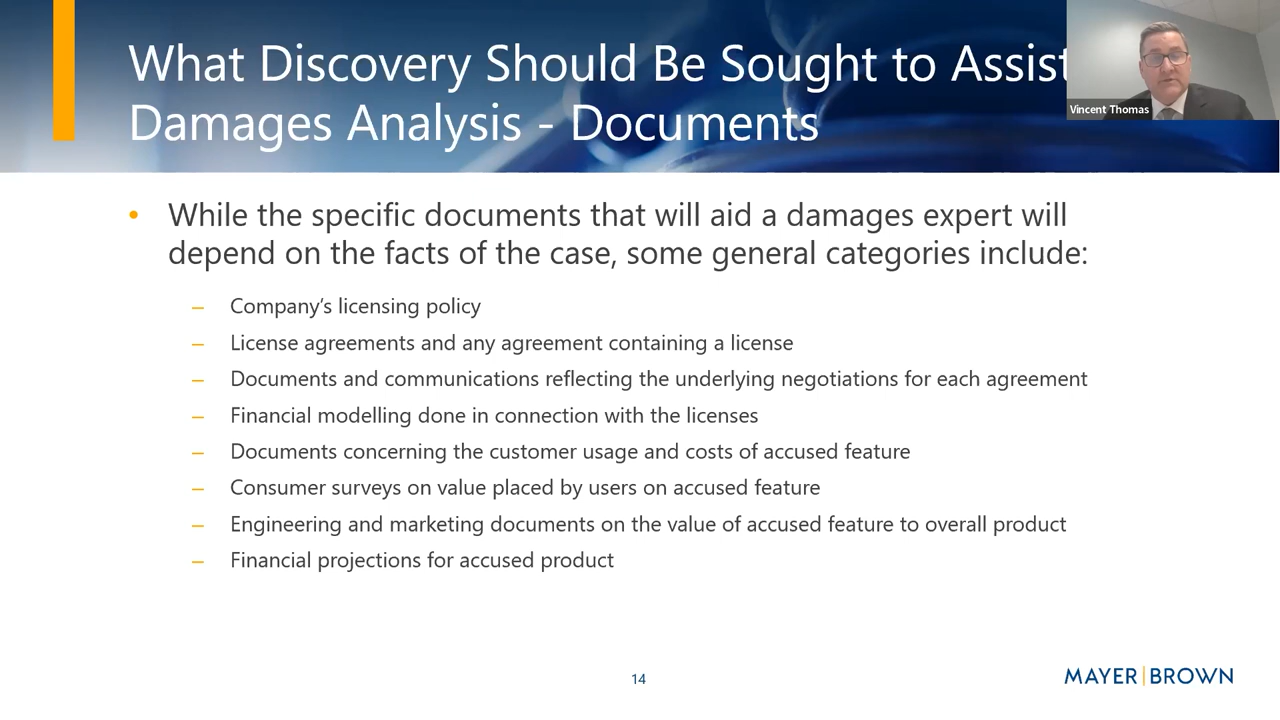 What Discovery Should Be Sought to Assist
Damages Analysis - Documents
Vincent Thomas
• While the specific documents that will aid a damages expert will
depend on the facts of the case, some general categories include:
– Company's licensing policy
– License agreements and any agreement containing a license
– Documents and communications reflecting the underlying negotiations for each agreement
– Financial modelling done in connection with the licenses
– Documents concerning the customer usage and costs of accused feature
– Consumer surveys on value placed by users on accused feature
– Engineering and marketing documents on the value of accused feature to overall product
– Financial projections for accused product
14
MAYER|BROWN